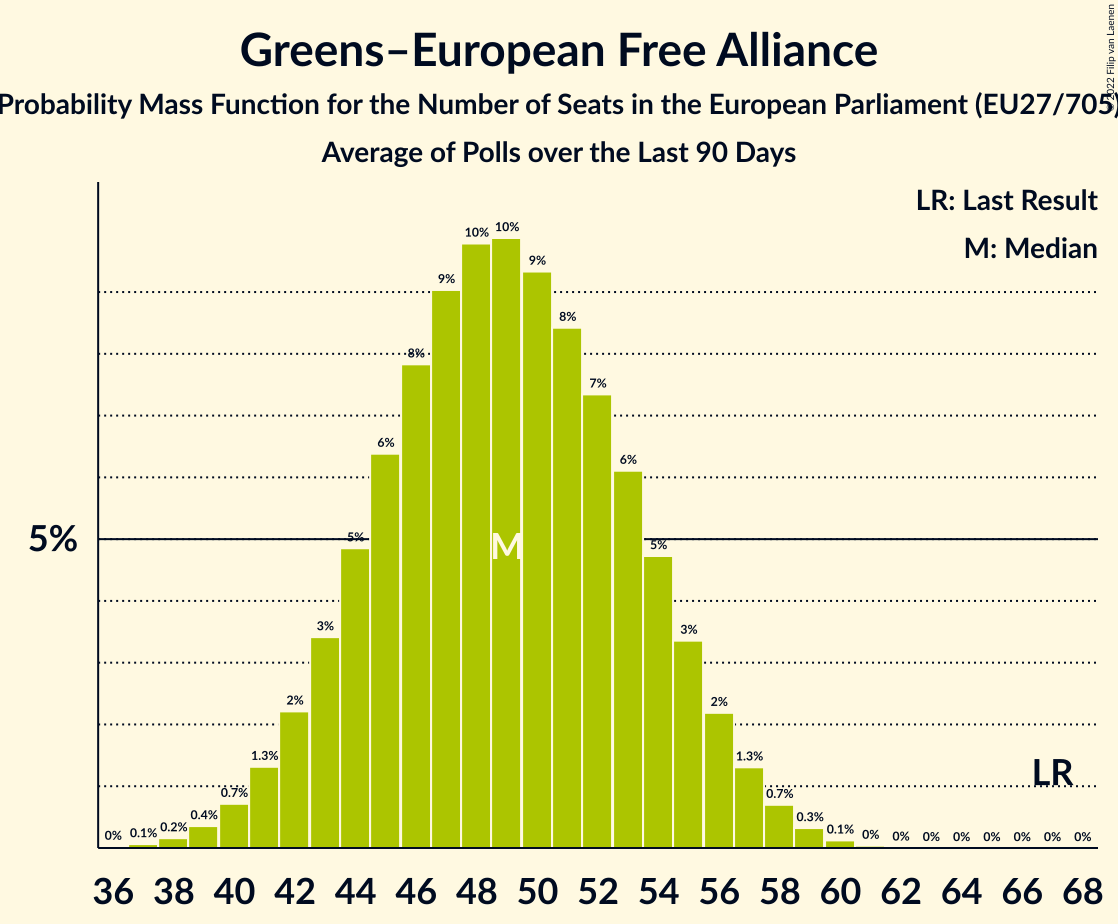 Greens–European Free Alliance
Probability Mass Function for the Number of Seats in the European Parliament (EU27/705)
Average of Polls over the Last 90 Days
© 2022 Filip van Laenen
LR: Last Result
M: Median
5%
0% 0.1% 0.2% 0.4% 0.7% 1.3% 2% 3% 5% 6% 8% 9% 10% 10% 9% 8% 7% 6% 5% 3% 2% 1.3% 0.7% 0.3% 0.1% 0% 0% 0% 0% 0% 0% 0% 0%
M
LR
36 38 40 42 44 46 48 50 52 54 56 58 60 62 64 66 68